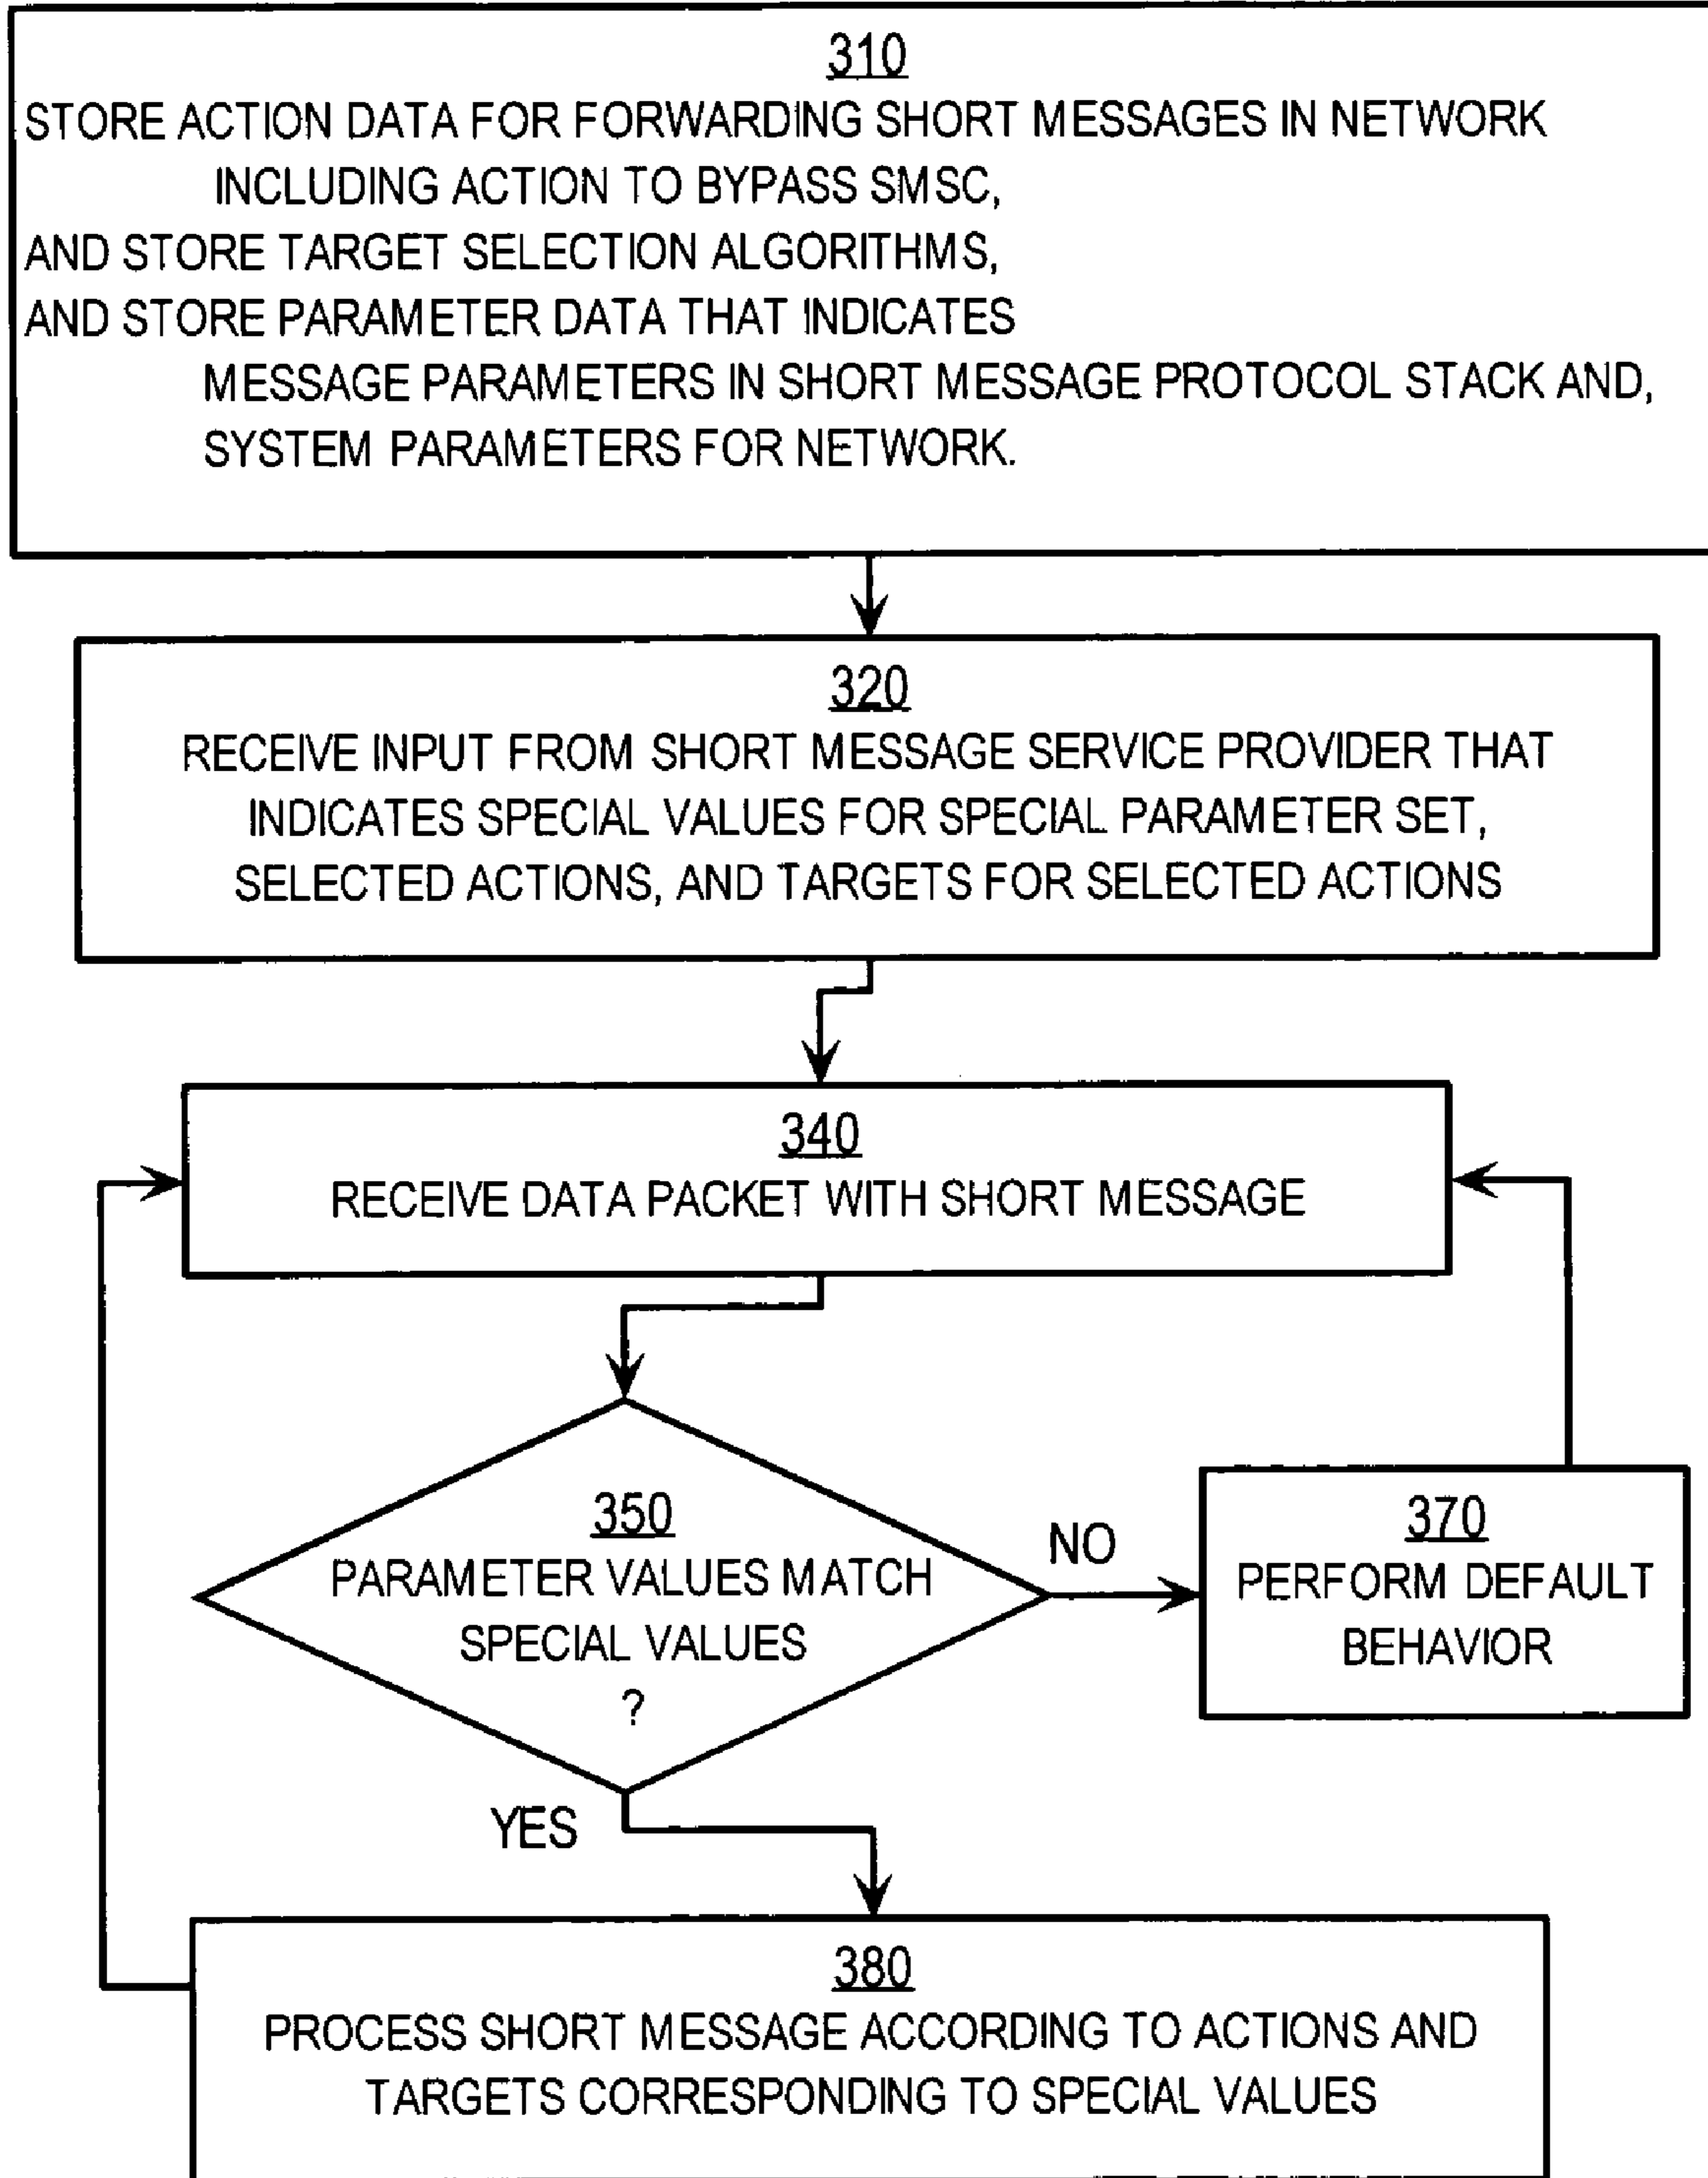 310
STORE ACTION DATA FOR FORWARDING SHORT MESSAGES IN NETWORK
INCLUDING ACTION TO BYPASS SMSC,
AND STORE TARGET SELECTION ALGORITHMS,
AND STORE PARAMETER DATA THAT INDICATES
MESSAGE PARAMETERS IN SHORT MESSAGE PROTOCOL STACK AND,
SYSTEM PARAMETERS FOR NETWORK.
320
RECEIVE INPUT FROM SHORT MESSAGE SERVICE PROVIDER THAT
INDICATES SPECIAL VALUES FOR SPECIAL PARAMETER SET,
SELECTED ACTIONS, AND TARGETS FOR SELECTED ACTIONS
340
RECEIVE DATA PACKET WITH SHORT MESSAGE
350
PARAMETER VALUES MATCH
SPECIAL VALUES
?
NO
370
PERFORM DEFAULT
BEHAVIOR
YES
380
PROCESS SHORT MESSAGE ACCORDING TO ACTIONS AND
TARGETS CORRESPONDING TO SPECIAL VALUES